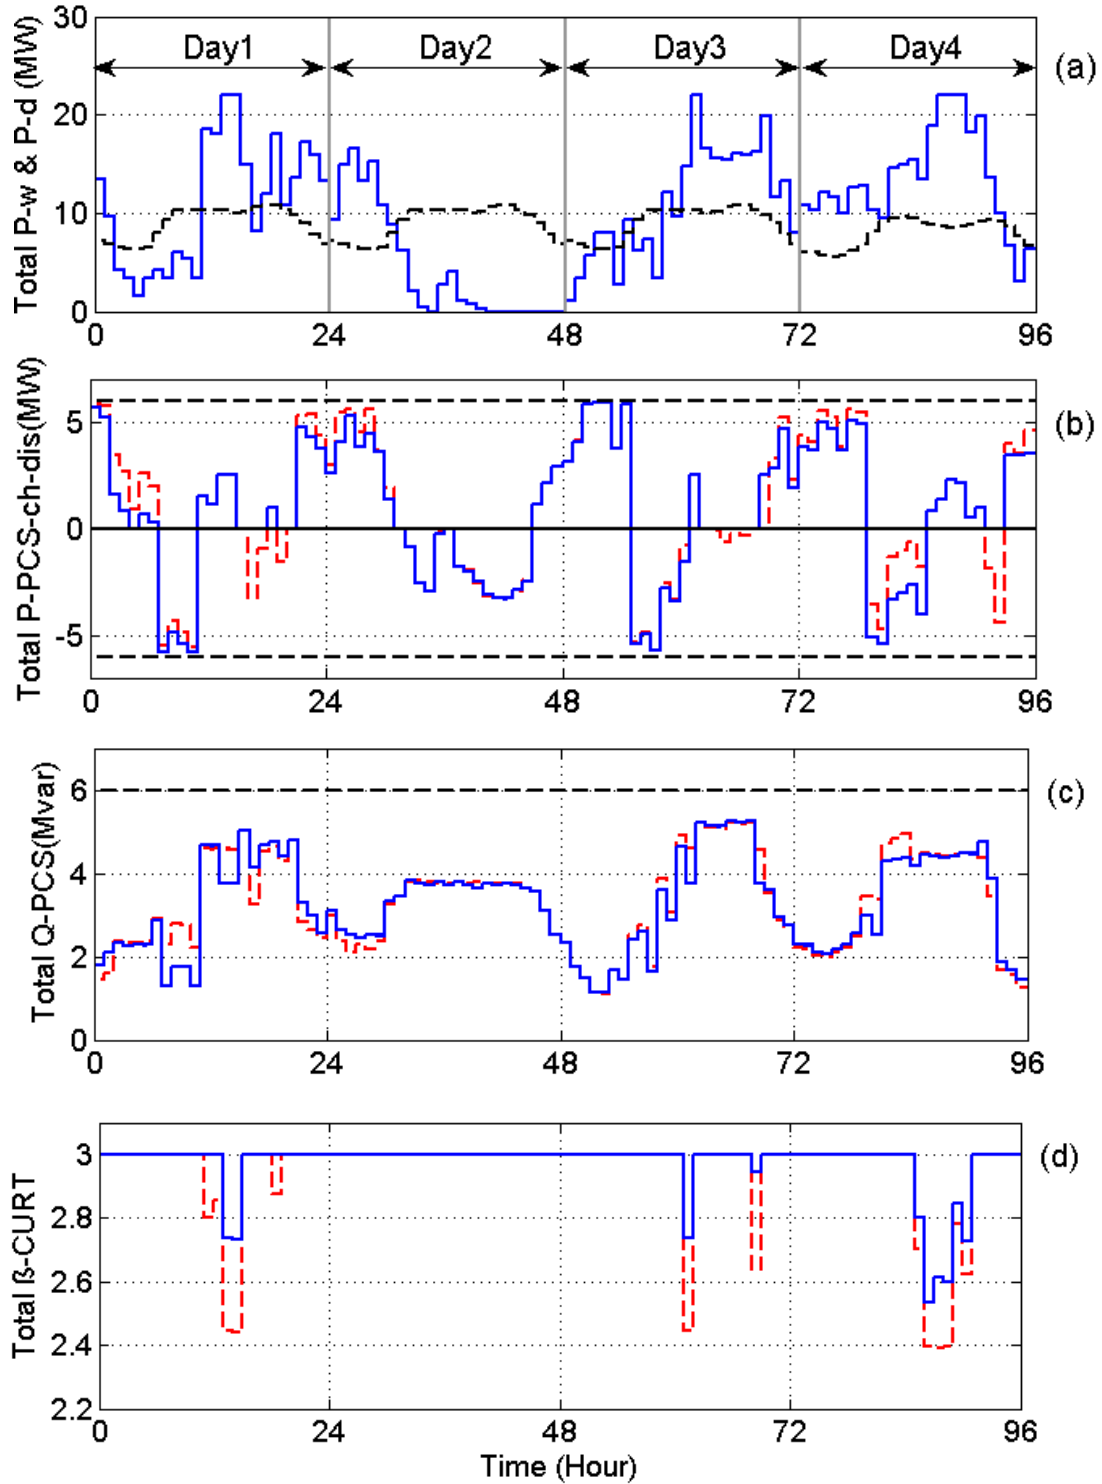 30
Day1 Day2 Day3 Day4 (a)
20
10
0
0 24 48 72 96
Total P-w & P-d (MW)
5 (b)
0
-5
0 24 48 72 96
Total P-PCS-ch-dis(MW)
6 (c)
4
2
0
0 24 48 72 96
Total Q-PCS(Mvar)
3 (d)
2.8
2.6
2.4
2.2
0 24 48 72 96
Total ß-CURT
Time (Hour)